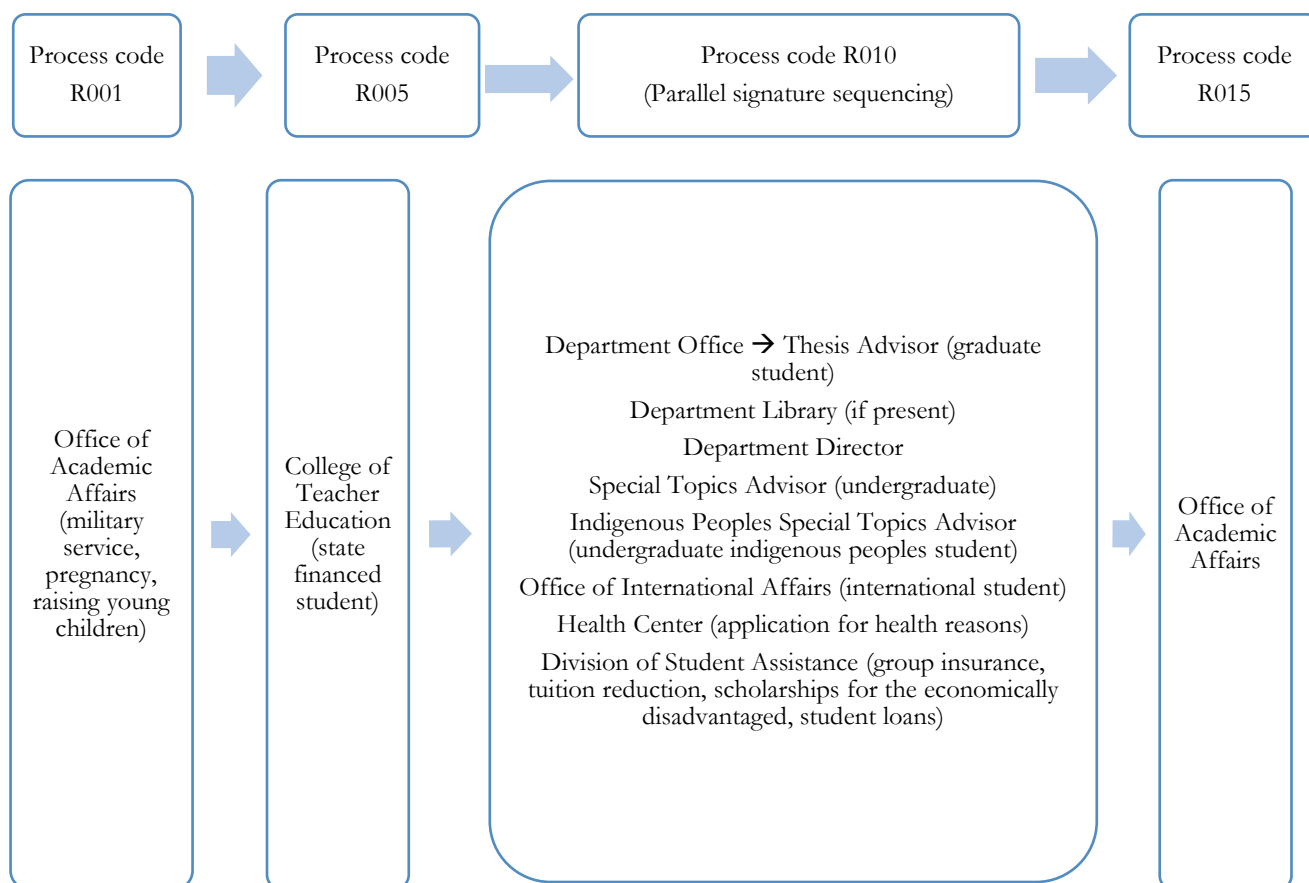 Process code
R001
Process code
R005
Process code R010
(Parallel signature sequencing)
Process code
R015
Office of
Academic
Affairs
(military
service,
pregnancy,
raising young
children)
College of
Teacher
Education
(state
financed
student)
Department Office → Thesis Advisor (graduate
student)
Department Library (if present)
Department Director
Special Topics Advisor (undergraduate)
Indigenous Peoples Special Topics Advisor
(undergraduate indigenous peoples student)
Office of International Affairs (international student)
Health Center (application for health reasons)
Division of Student Assistance (group insurance,
tuition reduction, scholarships for the economically
disadvantaged, student loans)
Office of
Academic
Affairs